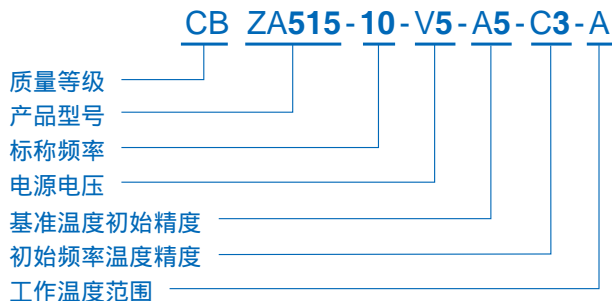 CB ZA515-10-V5-A5-C3-A
质量等级
产品型号
标称频率
电源电压
基准温度初始精度
初始频率温度精度
工作温度范围